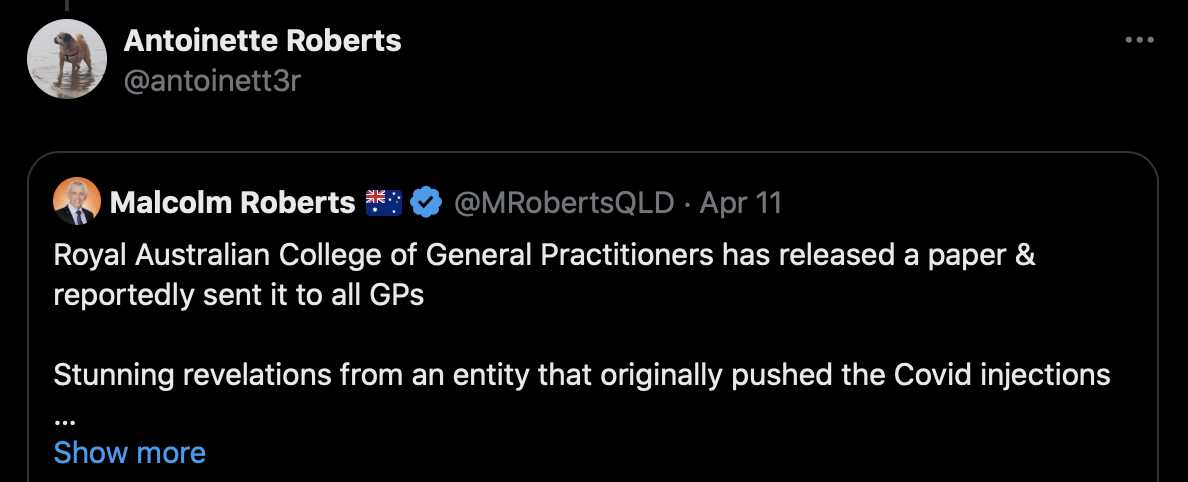 Antoinette Roberts
@antoinett3r
Malcolm Roberts 🇦🇺 @MRobertsQLD · Apr 11
Royal Australian College of General Practitioners has released a paper &
reportedly sent it to all GPs
Stunning revelations from an entity that originally pushed the Covid injections
...
Show more